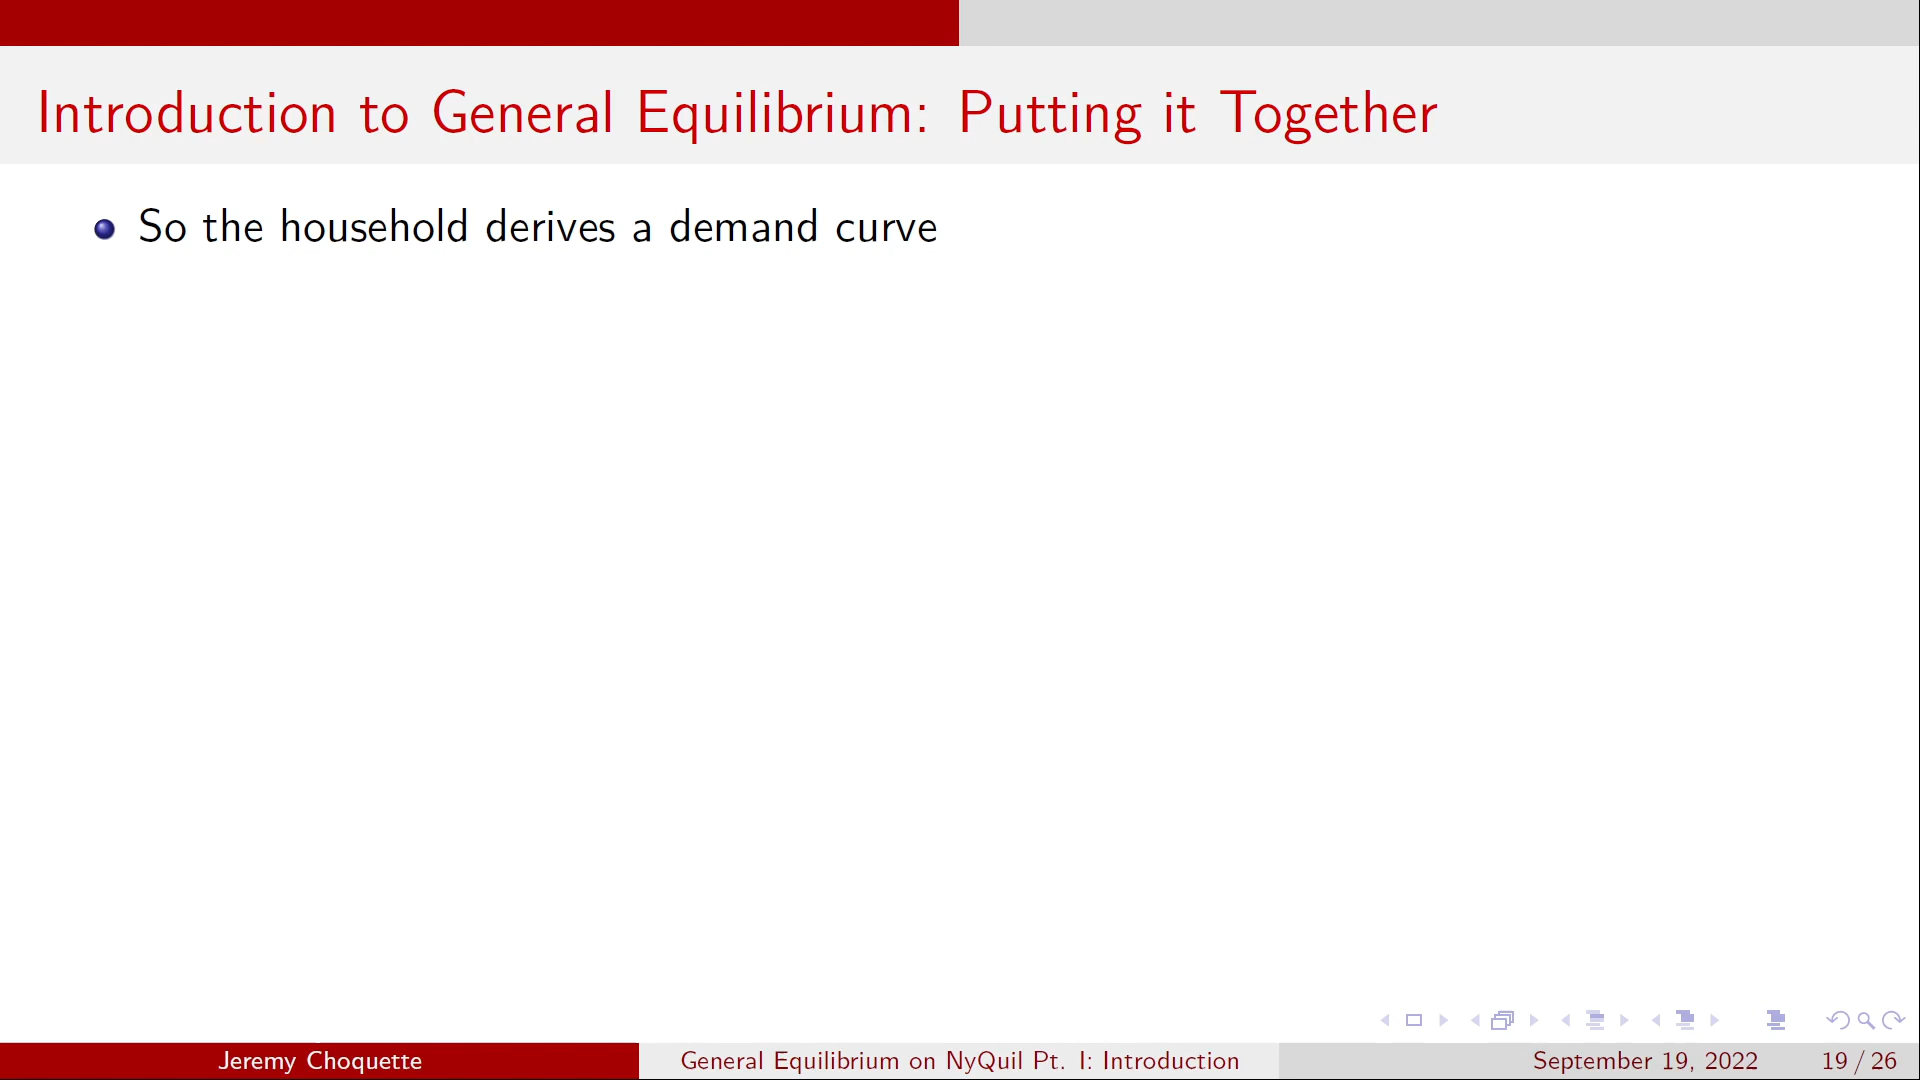 Introduction to General Equilibrium: Putting it Together
So the household derives a demand curve
Jeremy Choquette
General Equilibrium on NyQuil Pt. I: Introduction
September 19, 2022
19 / 26